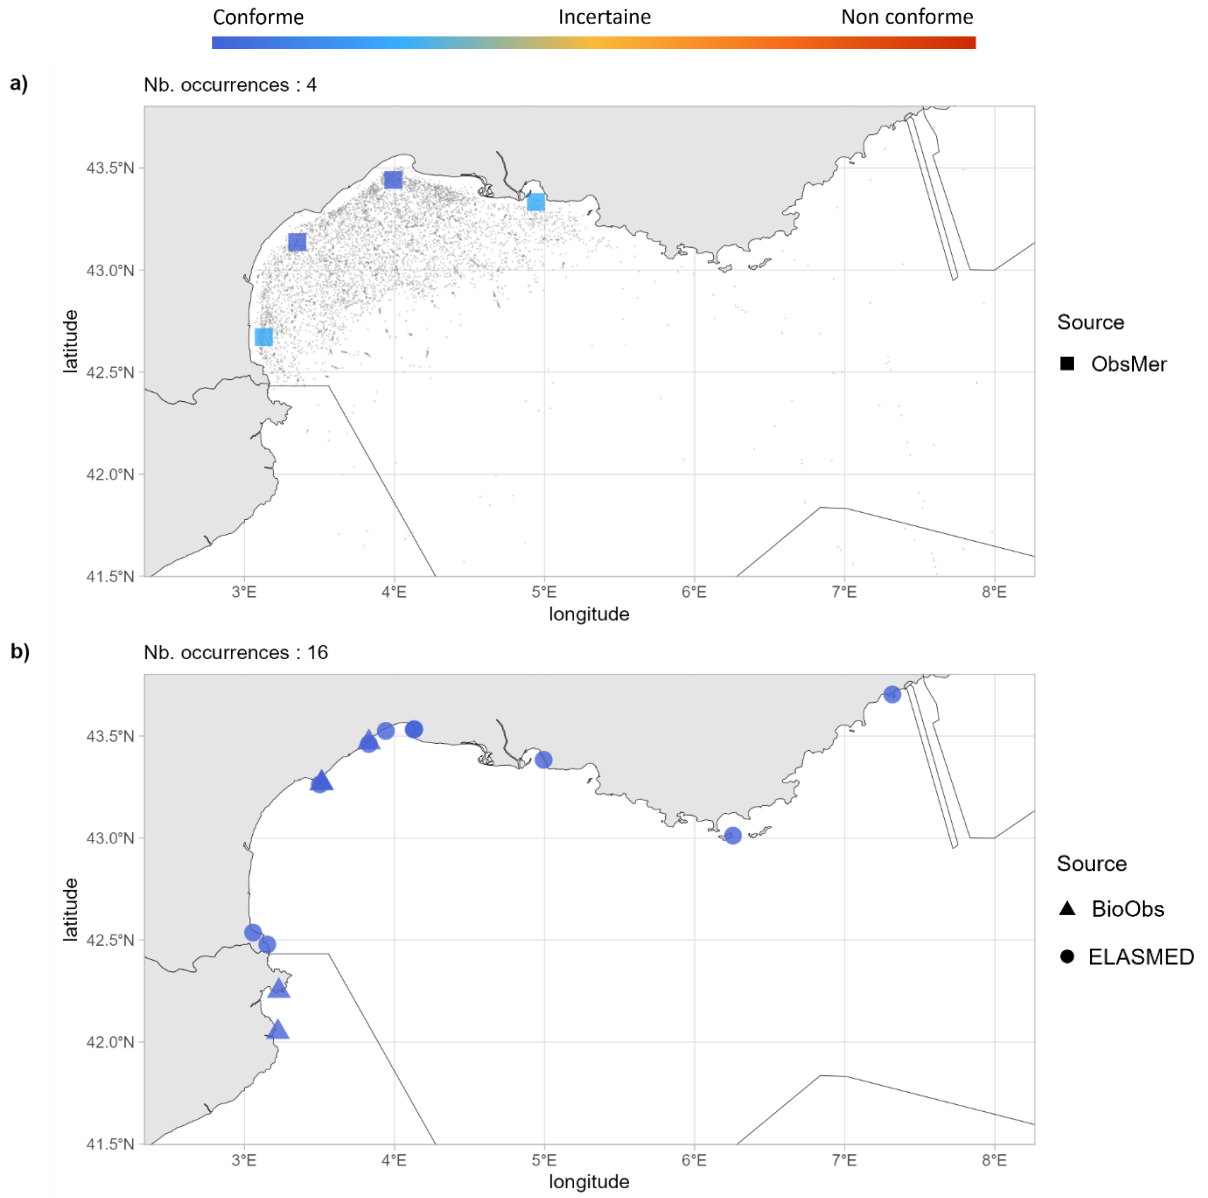 Conforme Incertaine Non conforme
a)
Nb. occurrences : 4
43.5°N
43.0°N
42.5°N
42.0°N
41.5°N
latitude
3°E 4°E 5°E 6°E 7°E 8°E
longitude
Source
ObsMer
b)
Nb. occurrences : 16
43.5°N
43.0°N
42.5°N
42.0°N
41.5°N
latitude
3°E 4°E 5°E 6°E 7°E 8°E
longitude
Source
BioObs
ELASMED